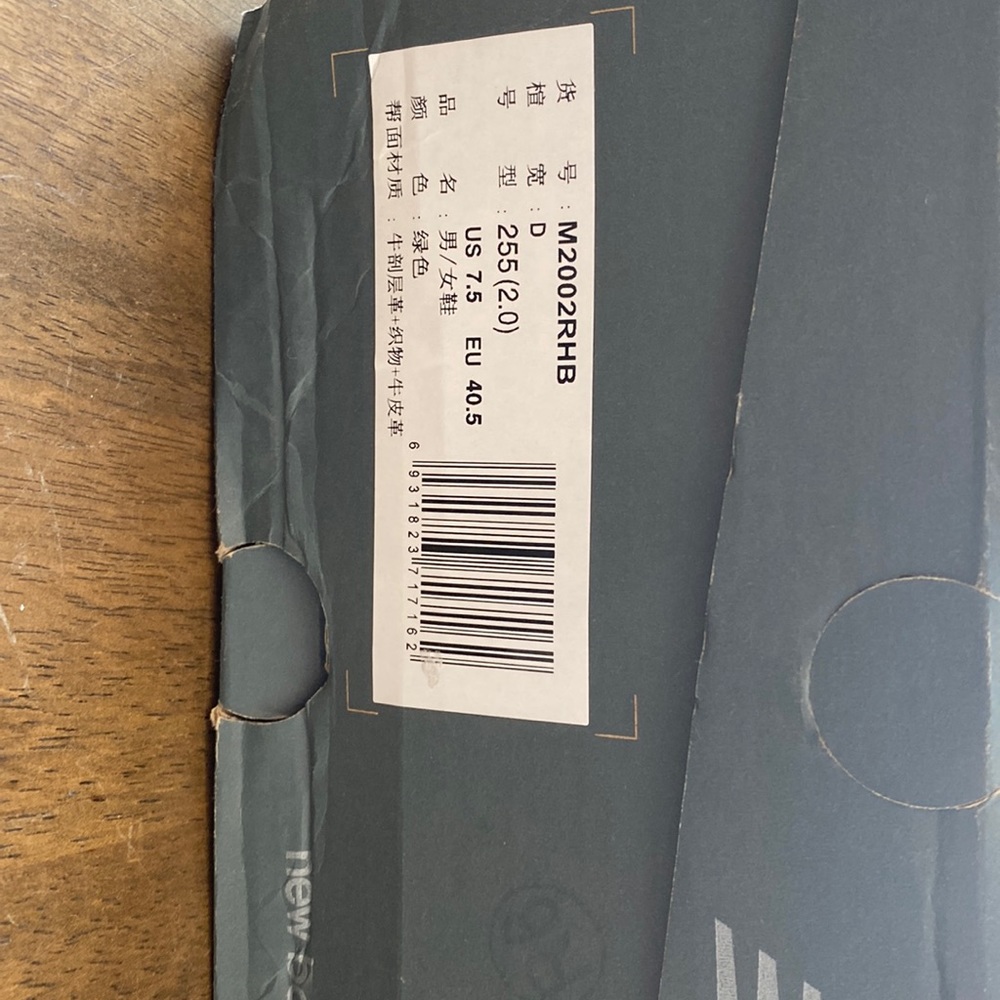 货 号 : M2002RHB
楦 宽 : D
号 型 : 255(2.0)
US 7.5 EU 40.5
品 名 : 男/女鞋
颜 色 : 绿色
帮面材质 : 牛剖层革+织物+牛皮革
6 931823 717162
new